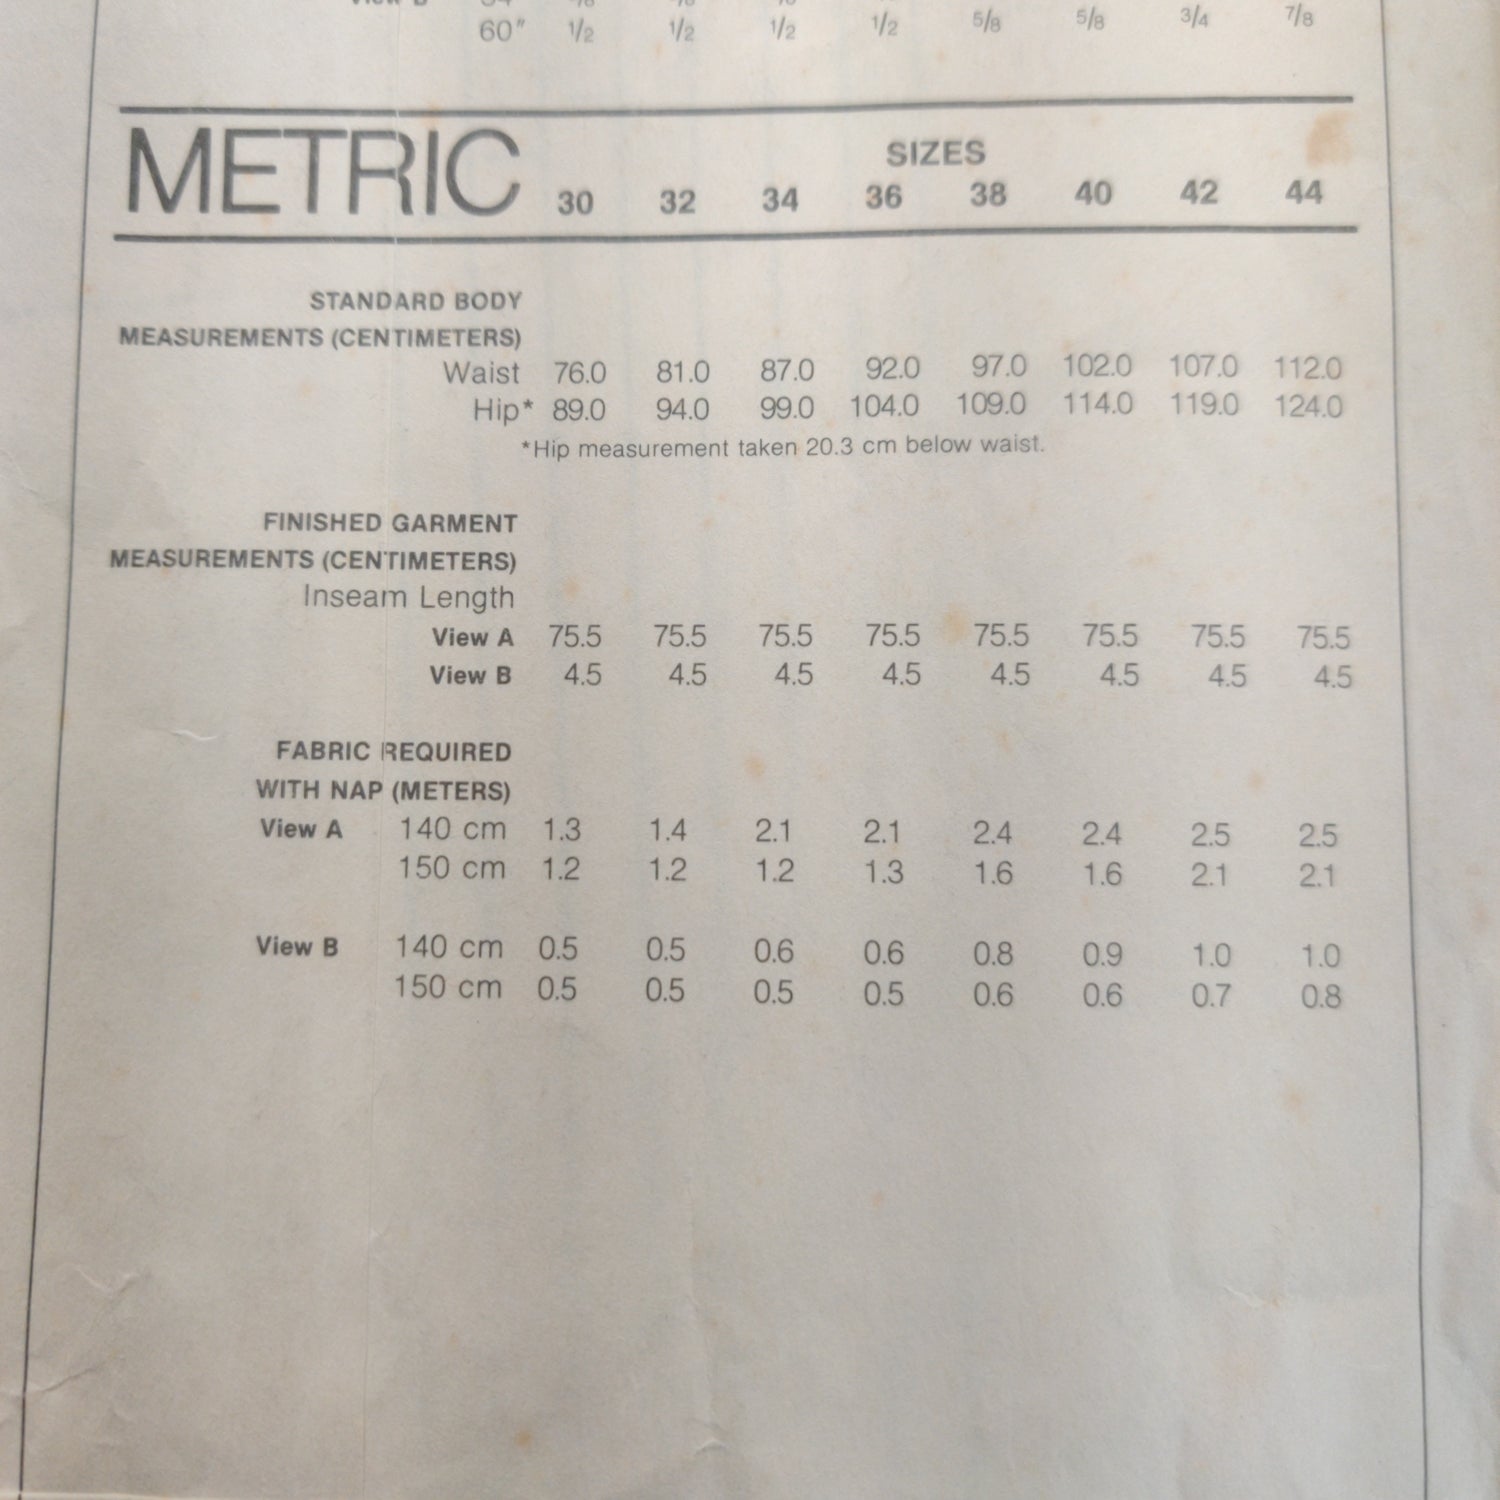 View B
60" 1/2 1/2 1/2 1/2 5/8 5/8 3/4 7/8
METRIC
SIZES
30 32 34 36 38 40 42 44
STANDARD BODY
MEASUREMENTS (CENTIMETERS)
Waist 76.0 81.0 87.0 92.0 97.0 102.0 107.0 112.0
Hip* 89.0 94.0 99.0 104.0 109.0 114.0 119.0 124.0
*Hip measurement taken 20.3 cm below waist.
FINISHED GARMENT
MEASUREMENTS (CENTIMETERS)
Inseam Length
View A 75.5 75.5 75.5 75.5 75.5 75.5 75.5 75.5
View B 4.5 4.5 4.5 4.5 4.5 4.5 4.5 4.5
FABRIC REQUIRED
WITH NAP (METERS)
View A 140 cm 1.3 1.4 2.1 2.1 2.4 2.4 2.5 2.5
150 cm 1.2 1.2 1.2 1.3 1.6 1.6 2.1 2.1
View B 140 cm 0.5 0.5 0.6 0.6 0.8 0.9 1.0 1.0
150 cm 0.5 0.5 0.5 0.5 0.6 0.6 0.7 0.8